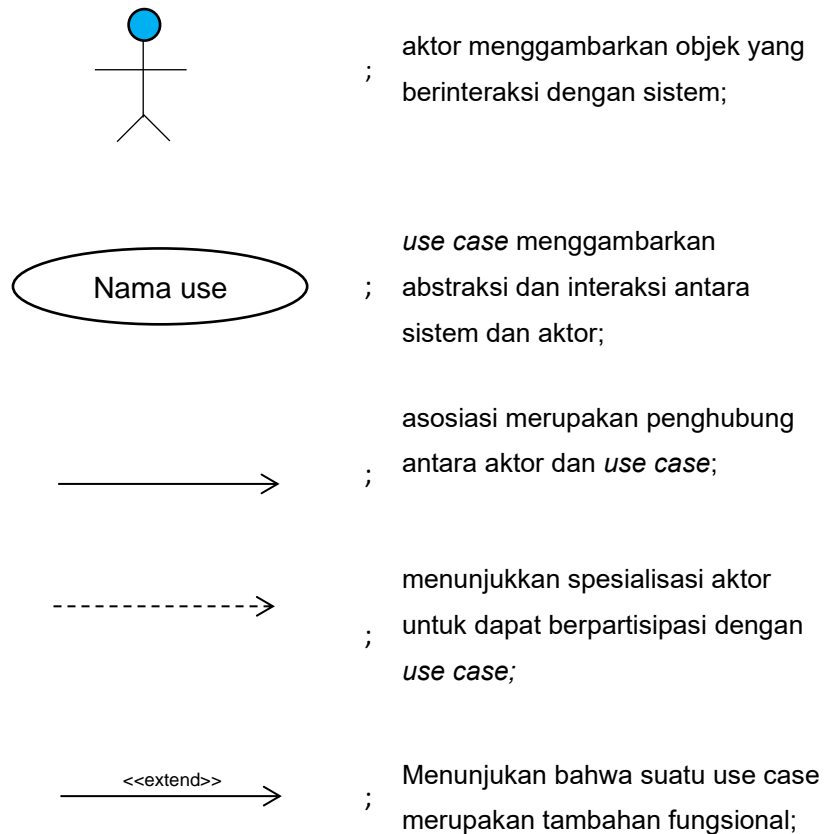 ; aktor menggambarkan objek yang
berinteraksi dengan sistem;
use case menggambarkan
Nama use ; abstraksi dan interaksi antara
sistem dan aktor;
asosiasi merupakan penghubung
; antara aktor dan use case;
menunjukkan spesialisasi aktor
; untuk dapat berpartisipasi dengan
use case;
<<extend>> ; Menunjukan bahwa suatu use case
merupakan tambahan fungsional;